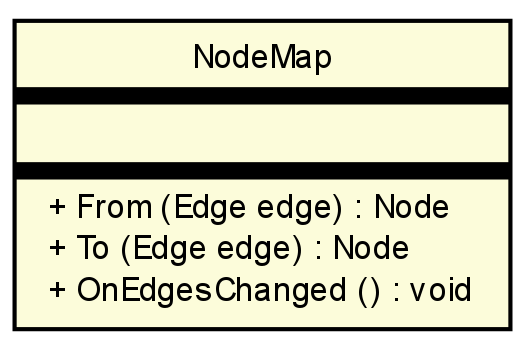 NodeMap
+ From (Edge edge) : Node
+ To (Edge edge) : Node
+ OnEdgesChanged () : void